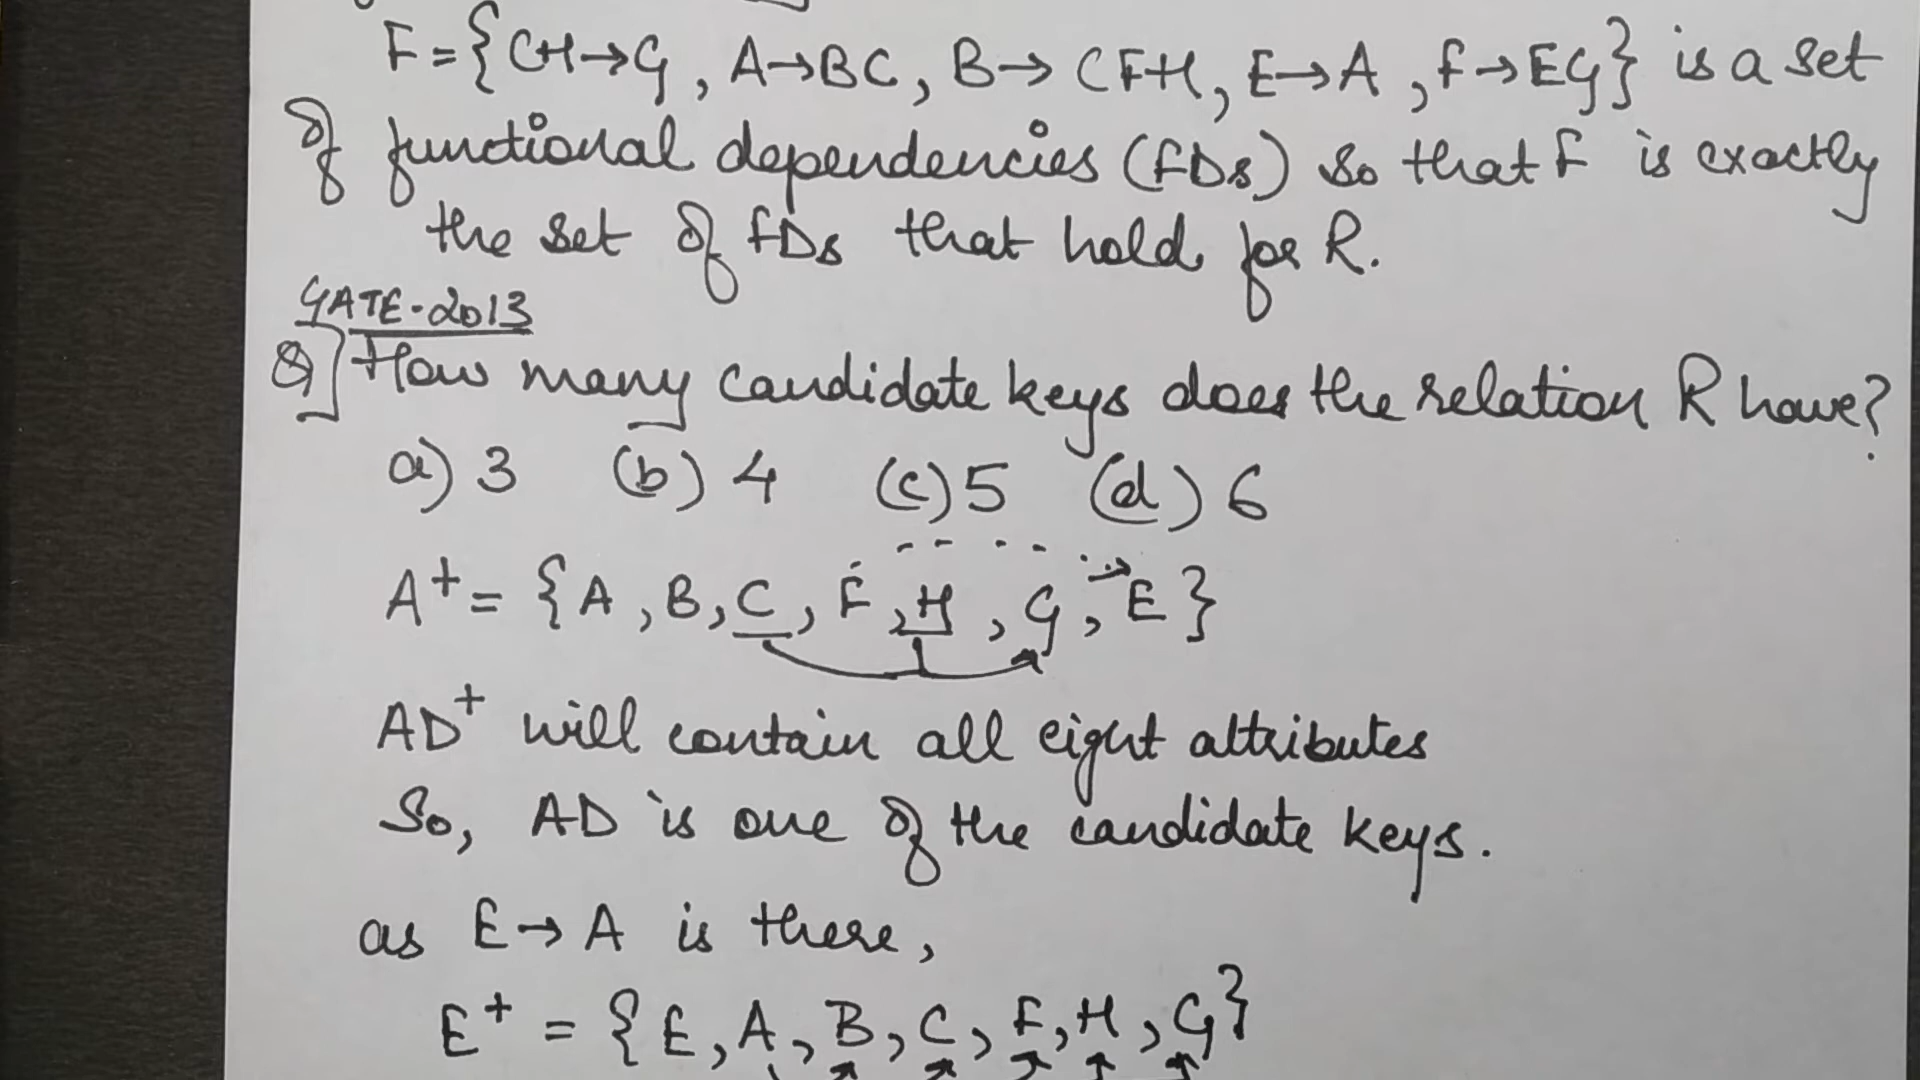 F={CH→G, A→BC, B→CFH, E→A, F→EG} is a set
of functional dependencies (FDs) so that F is exactly
the set of FDs that hold for R.
GATE-2013
Q] How many candidate keys does the relation R have?
a) 3 (b) 4 (c) 5 (d) 6
A+ = {A, B, C, F, H, G, E}
AD+ will contain all eight attributes
So, AD is one of the candidate keys.
as E→A is there,
E+ = {E, A, B, C, F, H, G}